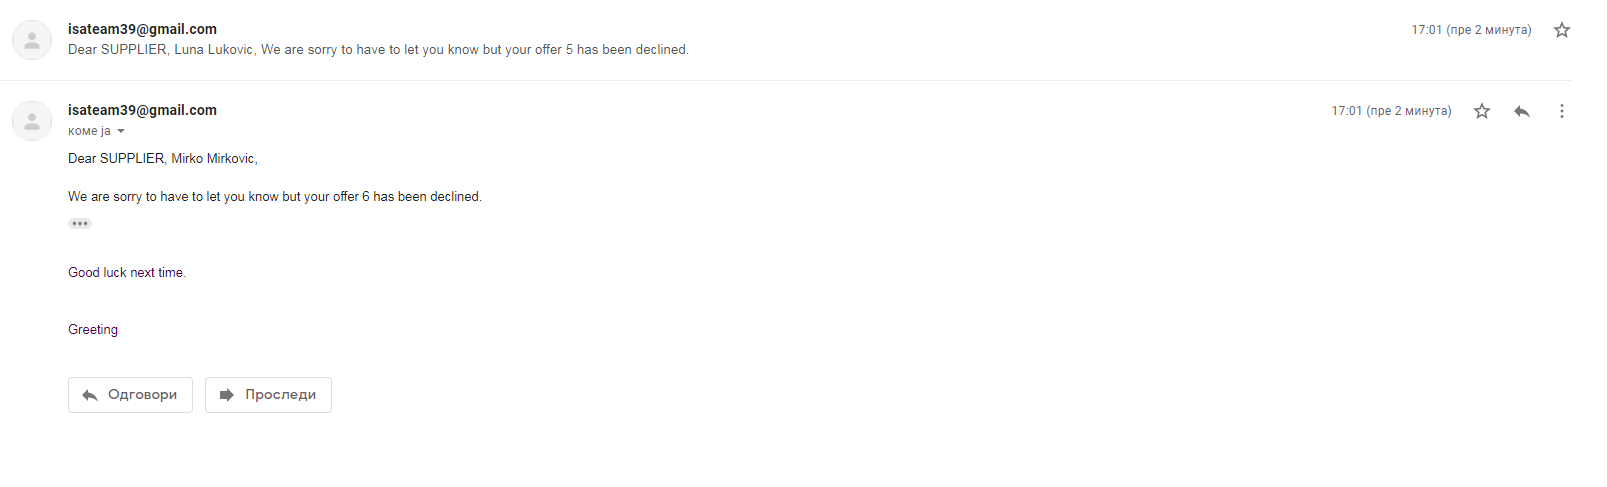 isateam39@gmail.com 17:01 (пре 2 минута)
Dear SUPPLIER, Luna Lukovic, We are sorry to have to let you know but your offer 5 has been declined.
isateam39@gmail.com 17:01 (пре 2 минута)
коме ја
Dear SUPPLIER, Mirko Mirkovic,
We are sorry to have to let you know but your offer 6 has been declined.
Good luck next time.
Greeting
Одговори Проследи